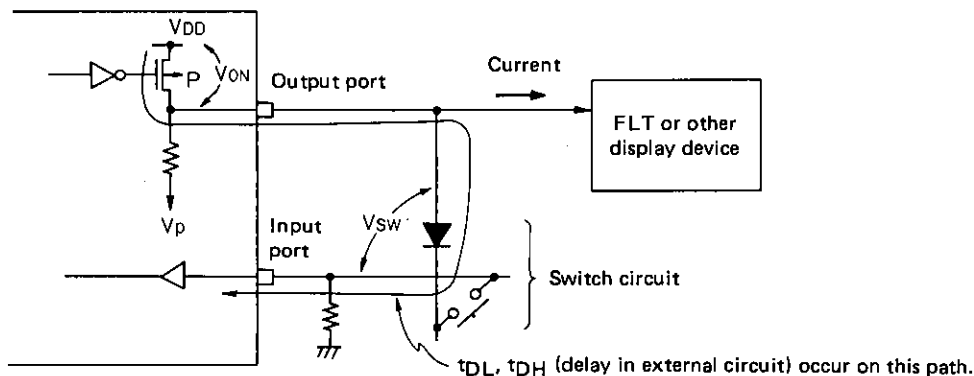 VDD
VON
P
Output port
Current
FLT or other
display device
Vp
Input
port
VSW
Switch circuit
tDL, tDH (delay in external circuit) occur on this path.